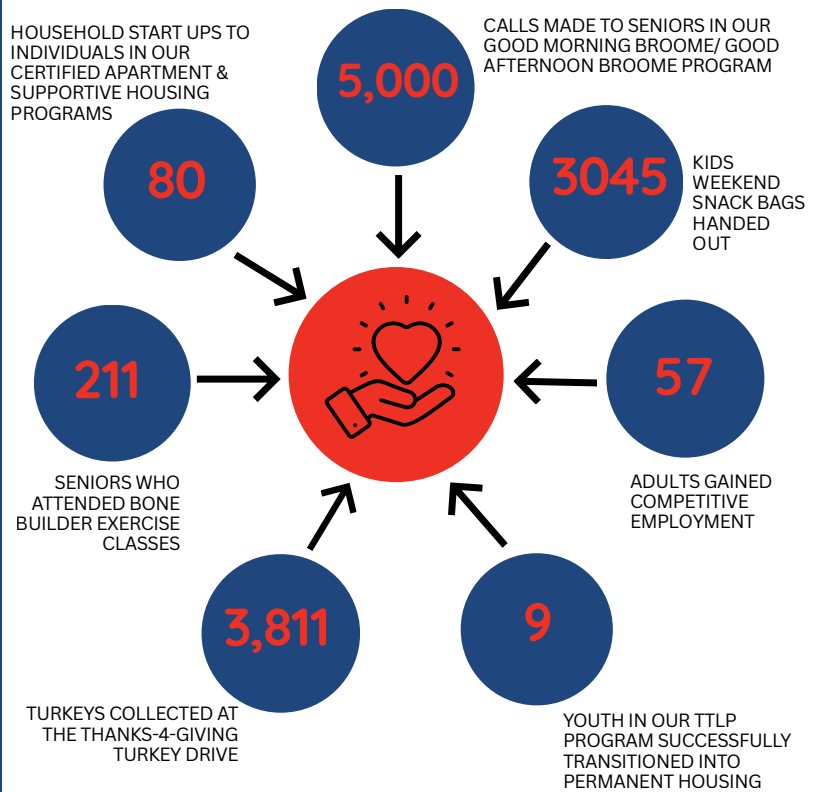 HOUSEHOLD START UPS TO
INDIVIDUALS IN OUR
CERTIFIED APARTMENT &
SUPPORTIVE HOUSING
PROGRAMS
80
5,000
CALLS MADE TO SENIORS IN OUR
GOOD MORNING BROOME/ GOOD
AFTERNOON BROOME PROGRAM
3045
KIDS
WEEKEND
SNACK BAGS
HANDED
OUT
211
SENIORS WHO
ATTENDED BONE
BUILDER EXERCISE
CLASSES
57
ADULTS GAINED
COMPETITIVE
EMPLOYMENT
3,811
TURKEYS COLLECTED AT
THE THANKS-4-GIVING
TURKEY DRIVE
9
YOUTH IN OUR TTLP
PROGRAM SUCCESSFULLY
TRANSITIONED INTO
PERMANENT HOUSING